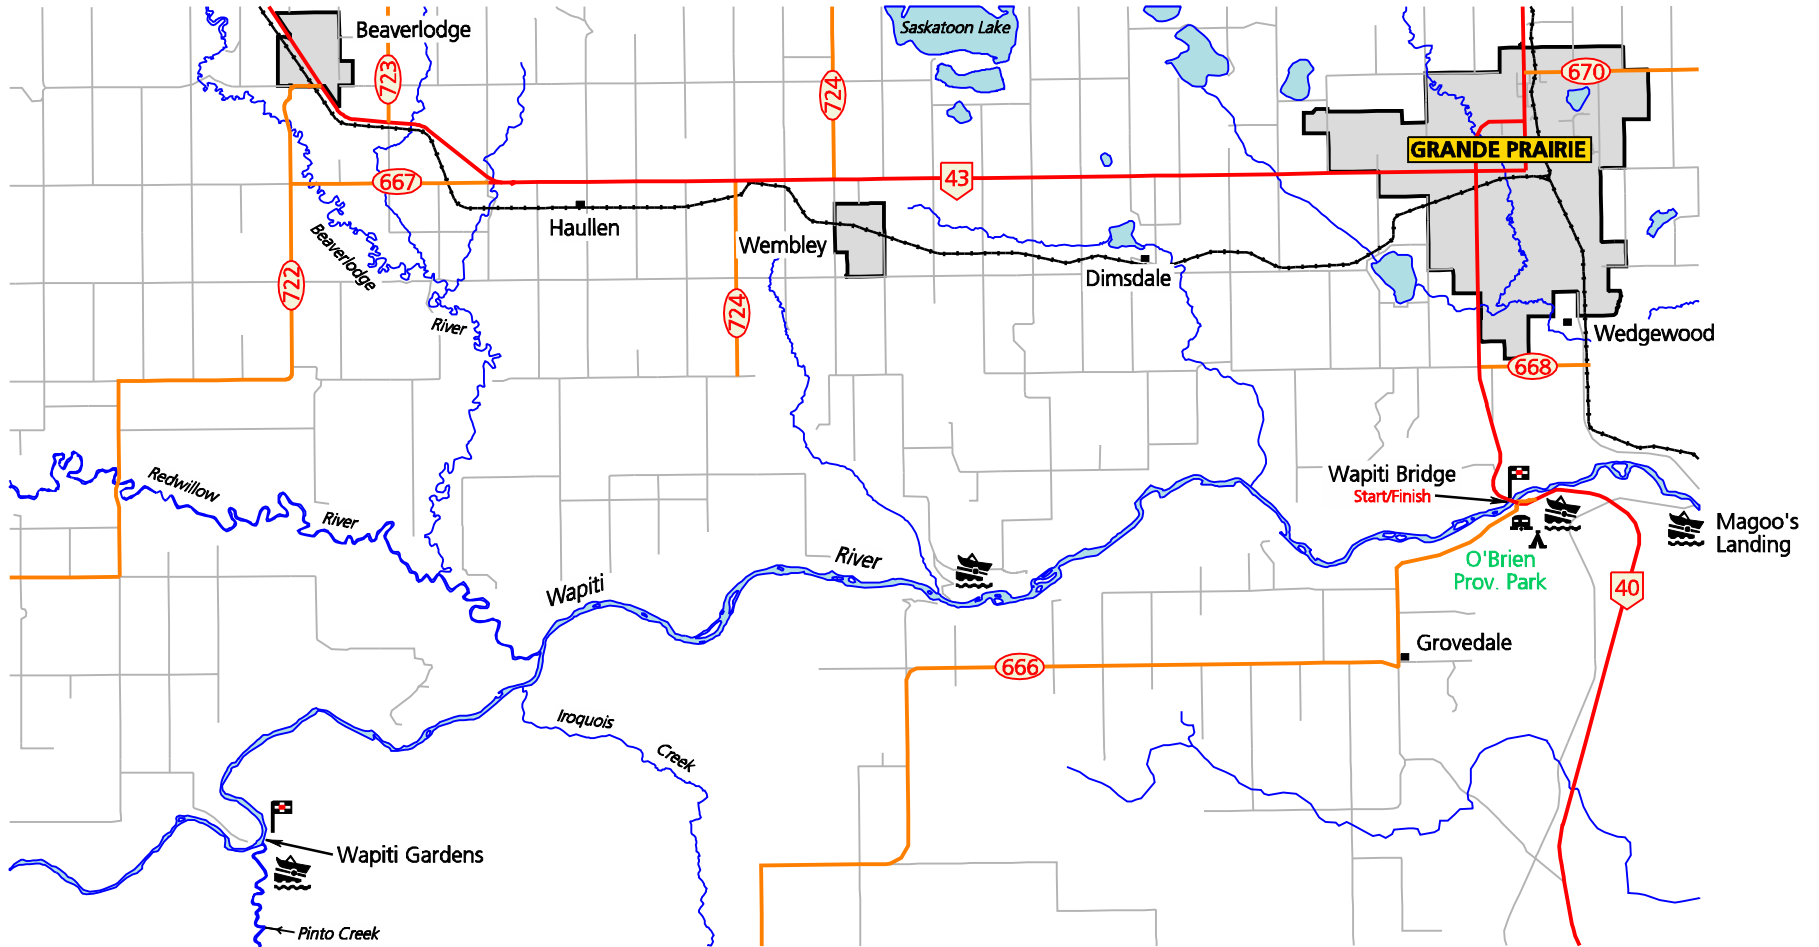 Beaverlodge
Saskatoon Lake
723
724
670
GRANDE PRAIRIE
667
43
Haullen
Wembley
Beaverlodge
River
Dimsdale
722
724
Wedgewood
668
Redwillow
River
Wapiti Bridge
Start/Finish
Magoo's
Landing
O'Brien
Prov. Park
River
Wapiti
40
Grovedale
666
Iroquois
Creek
Wapiti Gardens
Pinto Creek